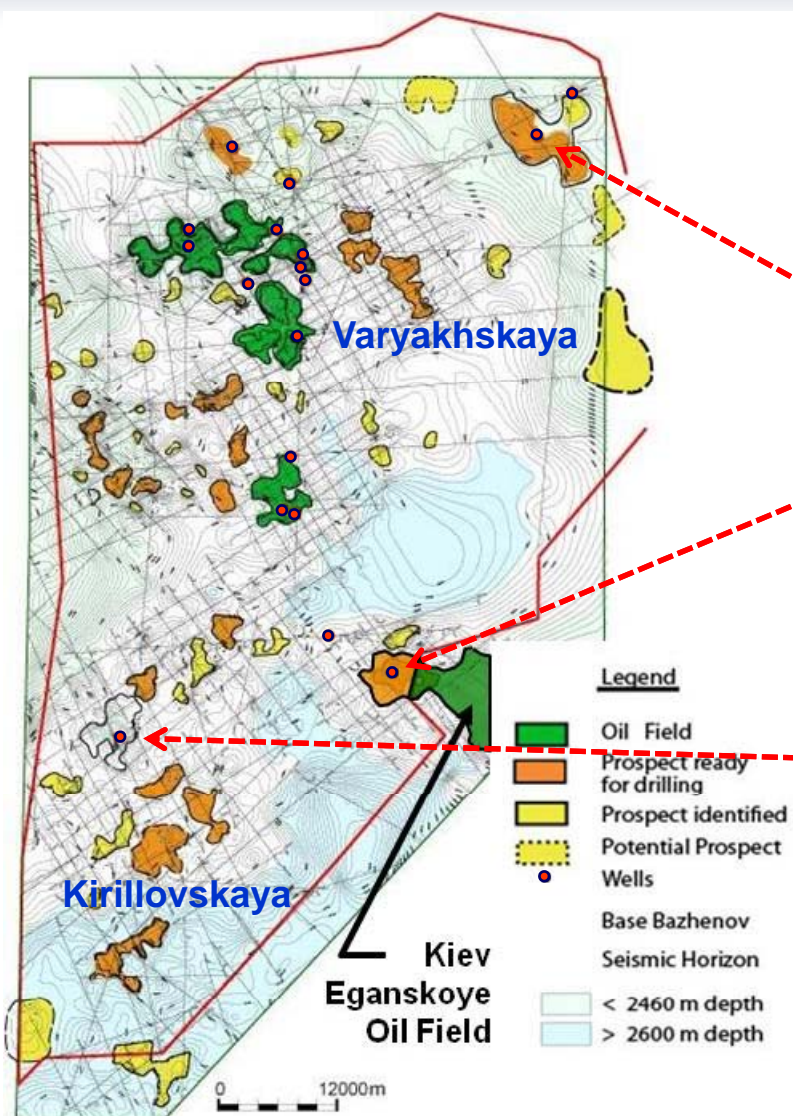 Varyakhskaya
Legend
Oil Field
Prospect ready
for drilling
Prospect identified
Potential Prospect
Wells
Kirillovskaya
Base Bazhenov
Seismic Horizon
Kiev
Eganskoye
Oil Field
< 2460 m depth
> 2600 m depth
0 12000m